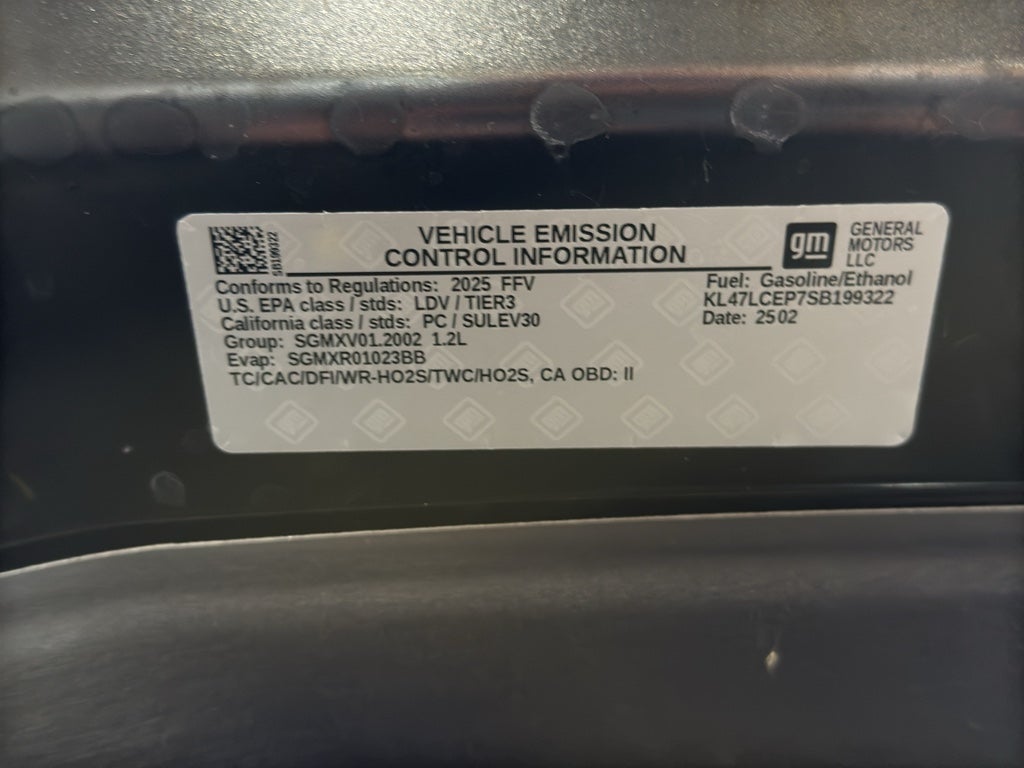 VEHICLE EMISSION
CONTROL INFORMATION
gm
GENERAL
MOTORS
LLC
SB199322
Conforms to Regulations: 2025 FFV
U.S. EPA class / stds: LDV / TIER3
California class / stds: PC / SULEV30
Group: SGMXV01.2002 1.2L
Evap: SGMXR01023BB
TC/CAC/DFI/WR-HO2S/TWC/HO2S, CA OBD: II
Fuel: Gasoline/Ethanol
KL47LCEP7SB199322
Date: 2502